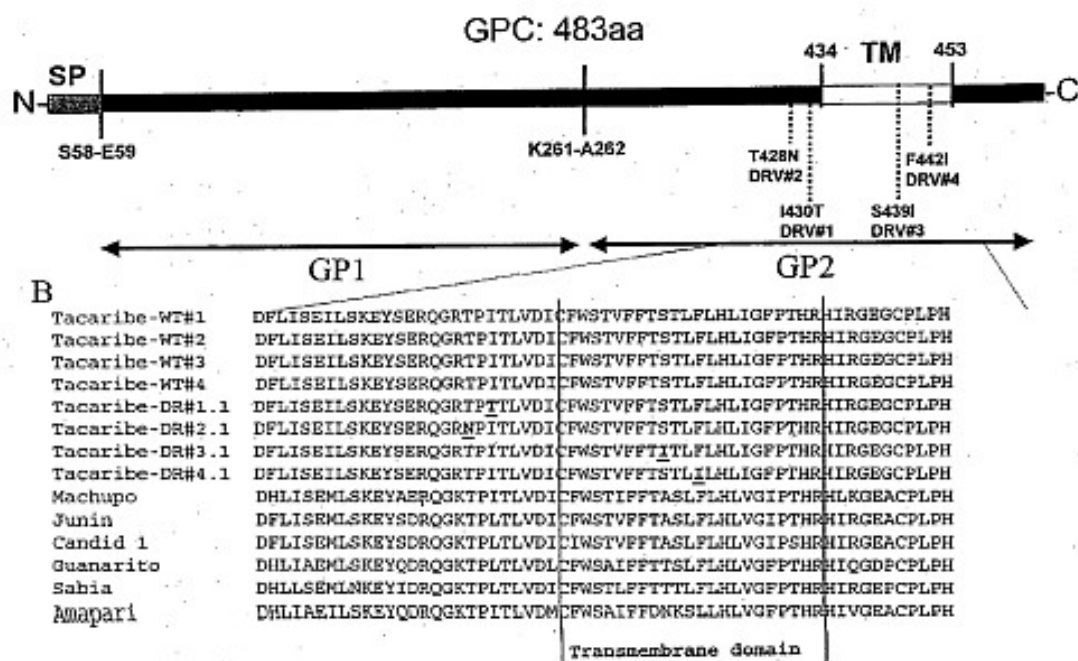 GPC: 483aa
SP
434
TM
453
N-
-C
S58-E59
K261-A262
T428N
DRV#2
F442I
DRV#4
I430T
DRV#1
S439I
DRV#3
GP1
GP2
B
Tacaribe-WT#1 DFLISEILSKEYSERQGRTPITLVDICFWSTVFFTSTLFLHLIGFPTHRHIRGEGCPLPH
Tacaribe-WT#2 DFLISEILSKEYSERQGRTPITLVDICFWSTVFFTSTLFLHLIGFPTHRHIRGEGCPLPH
Tacaribe-WT#3 DFLISEILSKEYSERQGRTPITLVDICFWSTVFFTSTLFLHLIGFPTHRHIRGEGCPLPH
Tacaribe-WT#4 DFLISEILSKEYSERQGRTPITLVDICFWSTVFFTSTLFLHLIGFPTHRHIRGEGCPLPH
Tacaribe-DR#1.1 DFLISEILSKEYSERQGRTPTTLVDICFWSTVFFTSTLFLHLIGFPTHRHIRGEGCPLPH
Tacaribe-DR#2.1 DFLISEILSKEYSERQGRNPITLVDICFWSTVFFTSTLFLHLIGFPTHRHIRGEGCPLPH
Tacaribe-DR#3.1 DFLISEILSKEYSERQGRTPITLVDICFWSTVFFTITLFLHLIGFPTHRHIRGEGCPLPH
Tacaribe-DR#4.1 DFLISEILSKEYSERQGRTPITLVDICFWSTVFFTSTLILHLIGFPTHRHIRGEGCPLPH
Machupo DHLISEMLSKEYAERQGKTPLTLVDICFWSTIFFTASLFLHLVGIPTHRHLKGEACPLPH
Junin DFLISEMLSKEYSDRQGKTPLTLVDICFWSTVFFTASLFLHLVGIPTHRHIRGEACPLPH
Candid 1 DFLISEMLSKEYSDRQGKTPLTLVDICIWSTVFFTASLFLHLVGIPSHRHIRGEACPLPH
Guanarito DHLIAEMLSKEYQDRQGKTPLTLVDLCFWSAIFFTTSLFLHLVGFPTHRHIQGDPCPLPH
Sabia DHLLSEMLNKEYIDRQGKTPLTLVDICFWSTLFFTTTLFLHLVGFPTHRHIRGEPCPLPH
Amapari DHLIAEILSKEYQDRQGKTPITLVDMCFWSAIFFDNKSLLHLVGFPTHRHIVGEACPLPH
Transmembrane domain